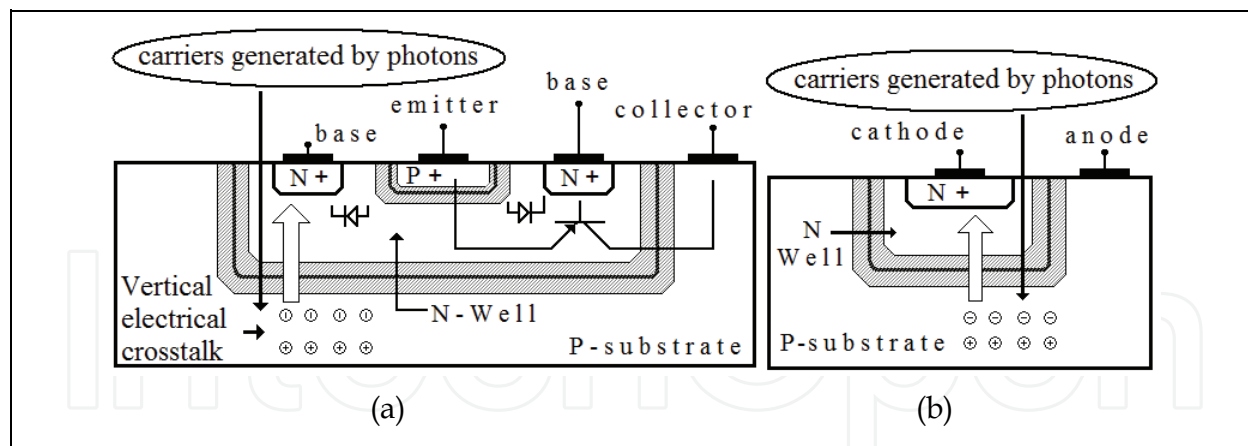 carriers generated by photons
base
emitter
base
collector
N +
P +
N +
Vertical
electrical
crosstalk
N-Well
P-substrate
(a)
carriers generated by photons
cathode
anode
N +
N
Well
P-substrate
(b)
intechopen